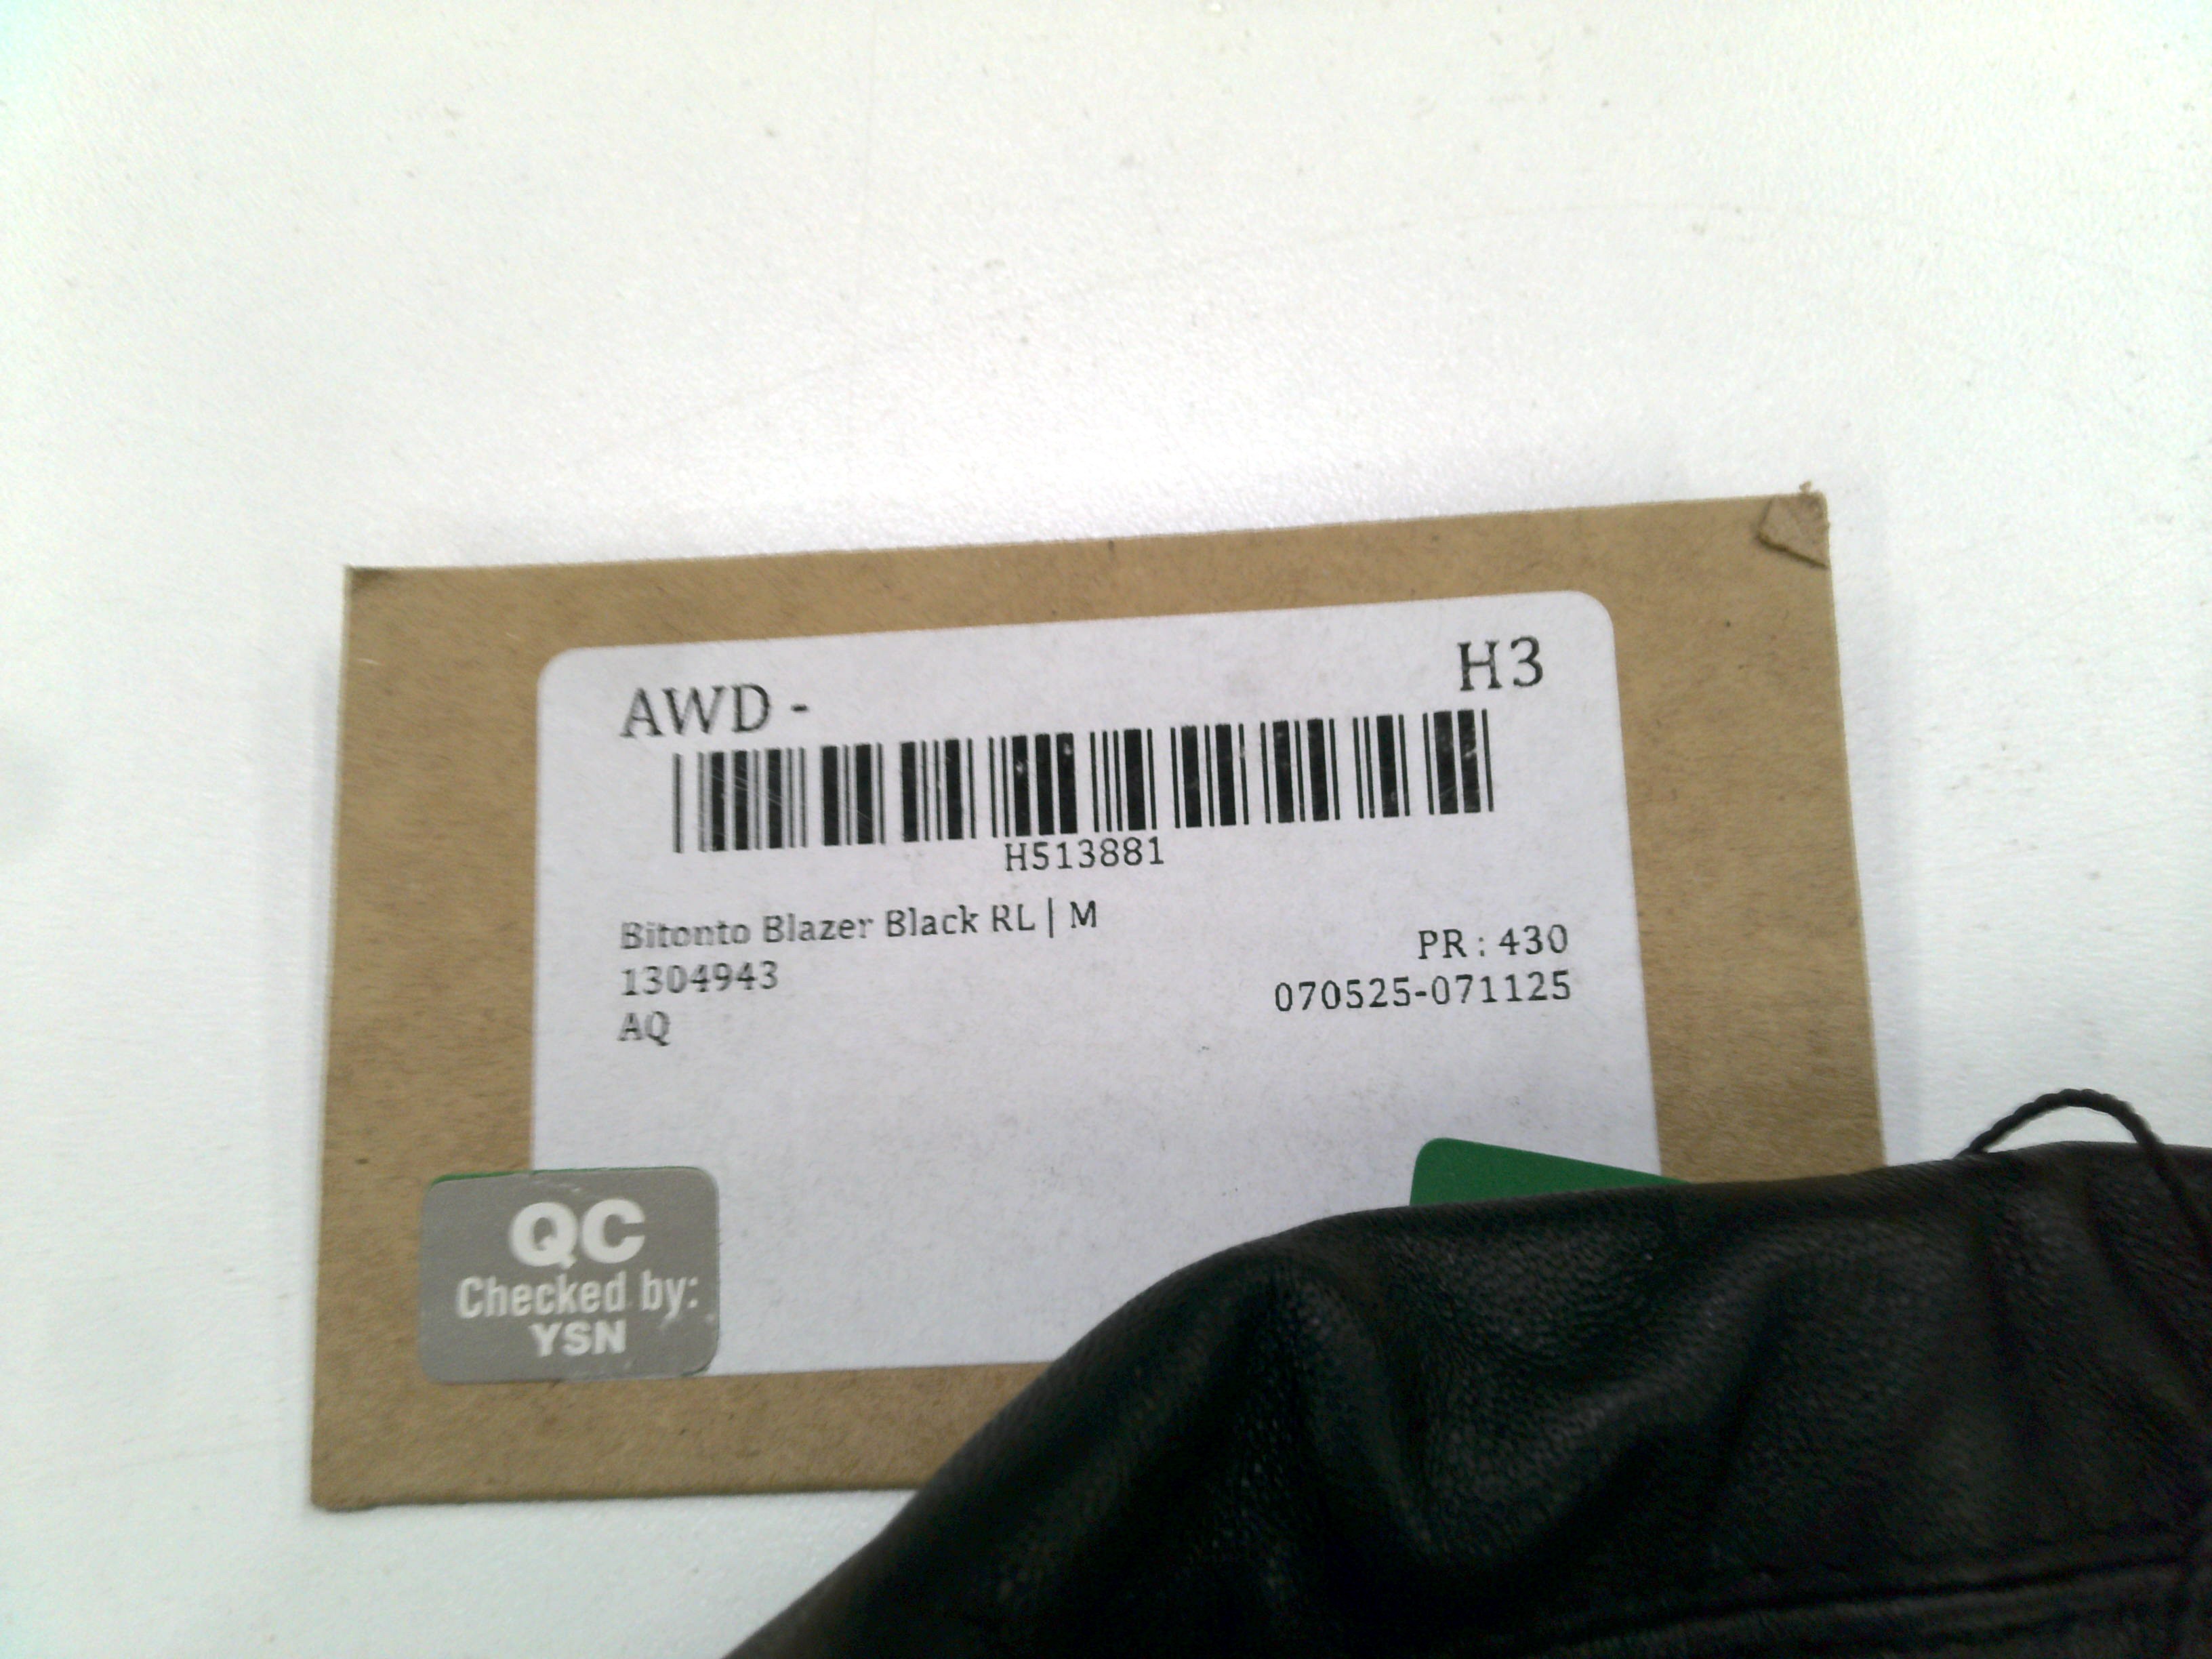 AWD -
H3
H513881
Bitonto Blazer Black RL | M
1304943
AQ
PR : 430
070525-071125
QC
Checked by:
YSN